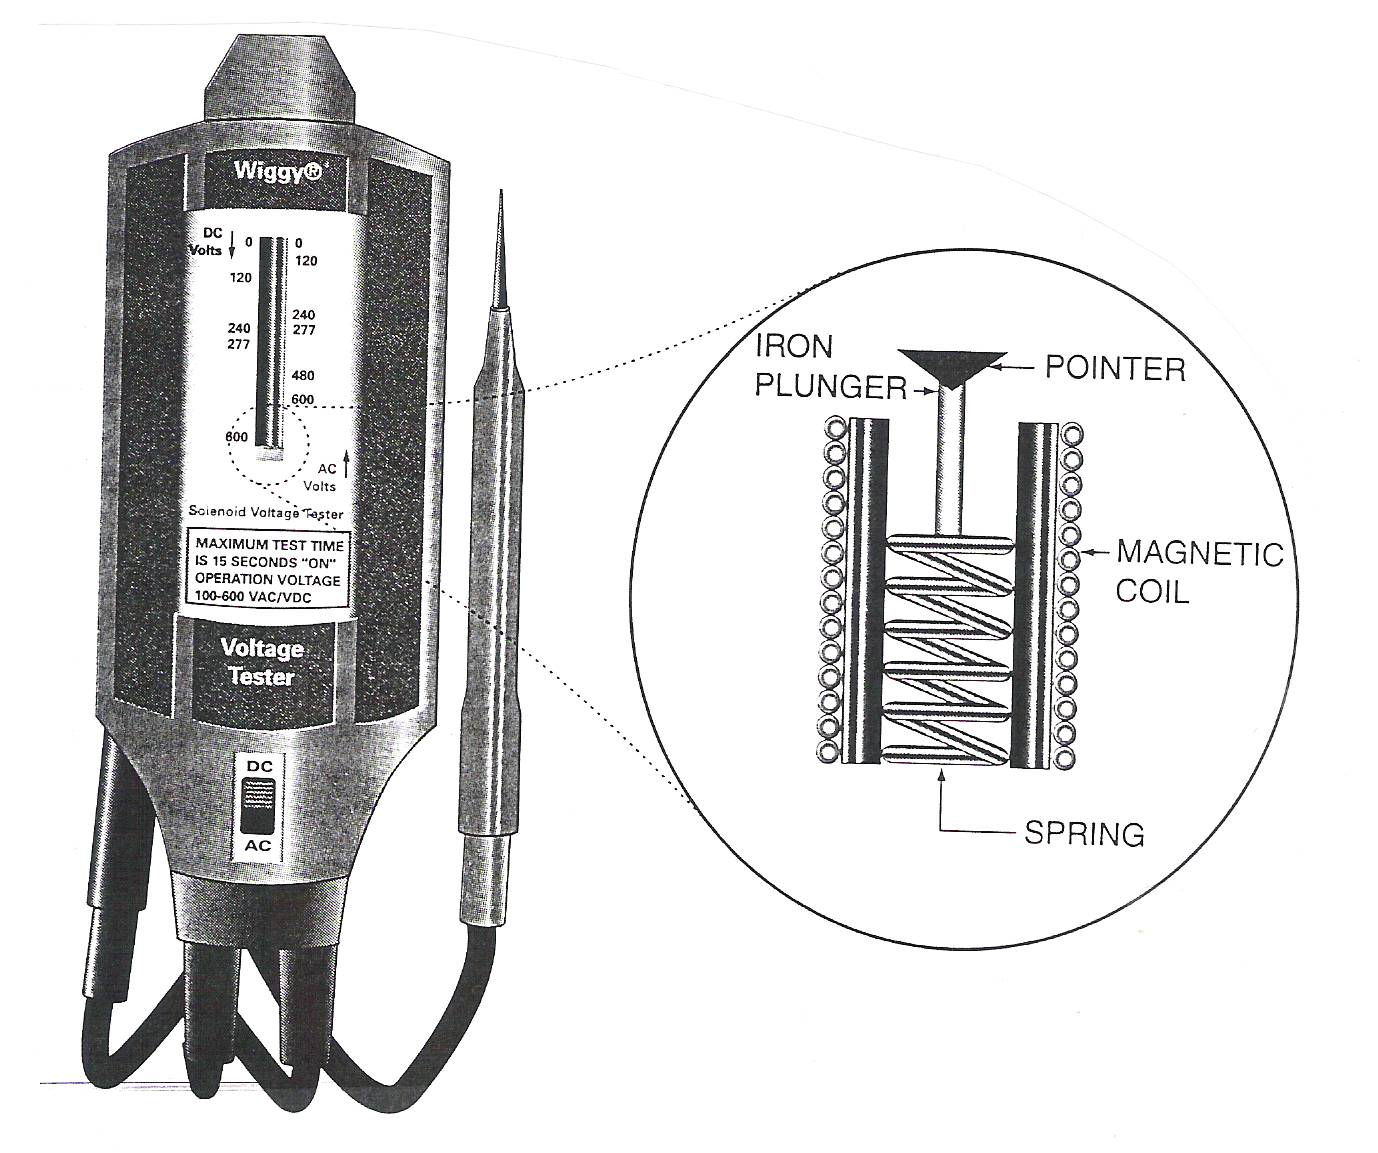 Wiggy®
DC
Volts
0
0
120
120
240
277
240
277
480
600
600
AC
Volts
Solenoid Voltage Tester
MAXIMUM TEST TIME
IS 15 SECONDS "ON"
OPERATION VOLTAGE
100-600 VAC/VDC
Voltage
Tester
DC
AC
IRON
PLUNGER
POINTER
MAGNETIC
COIL
SPRING